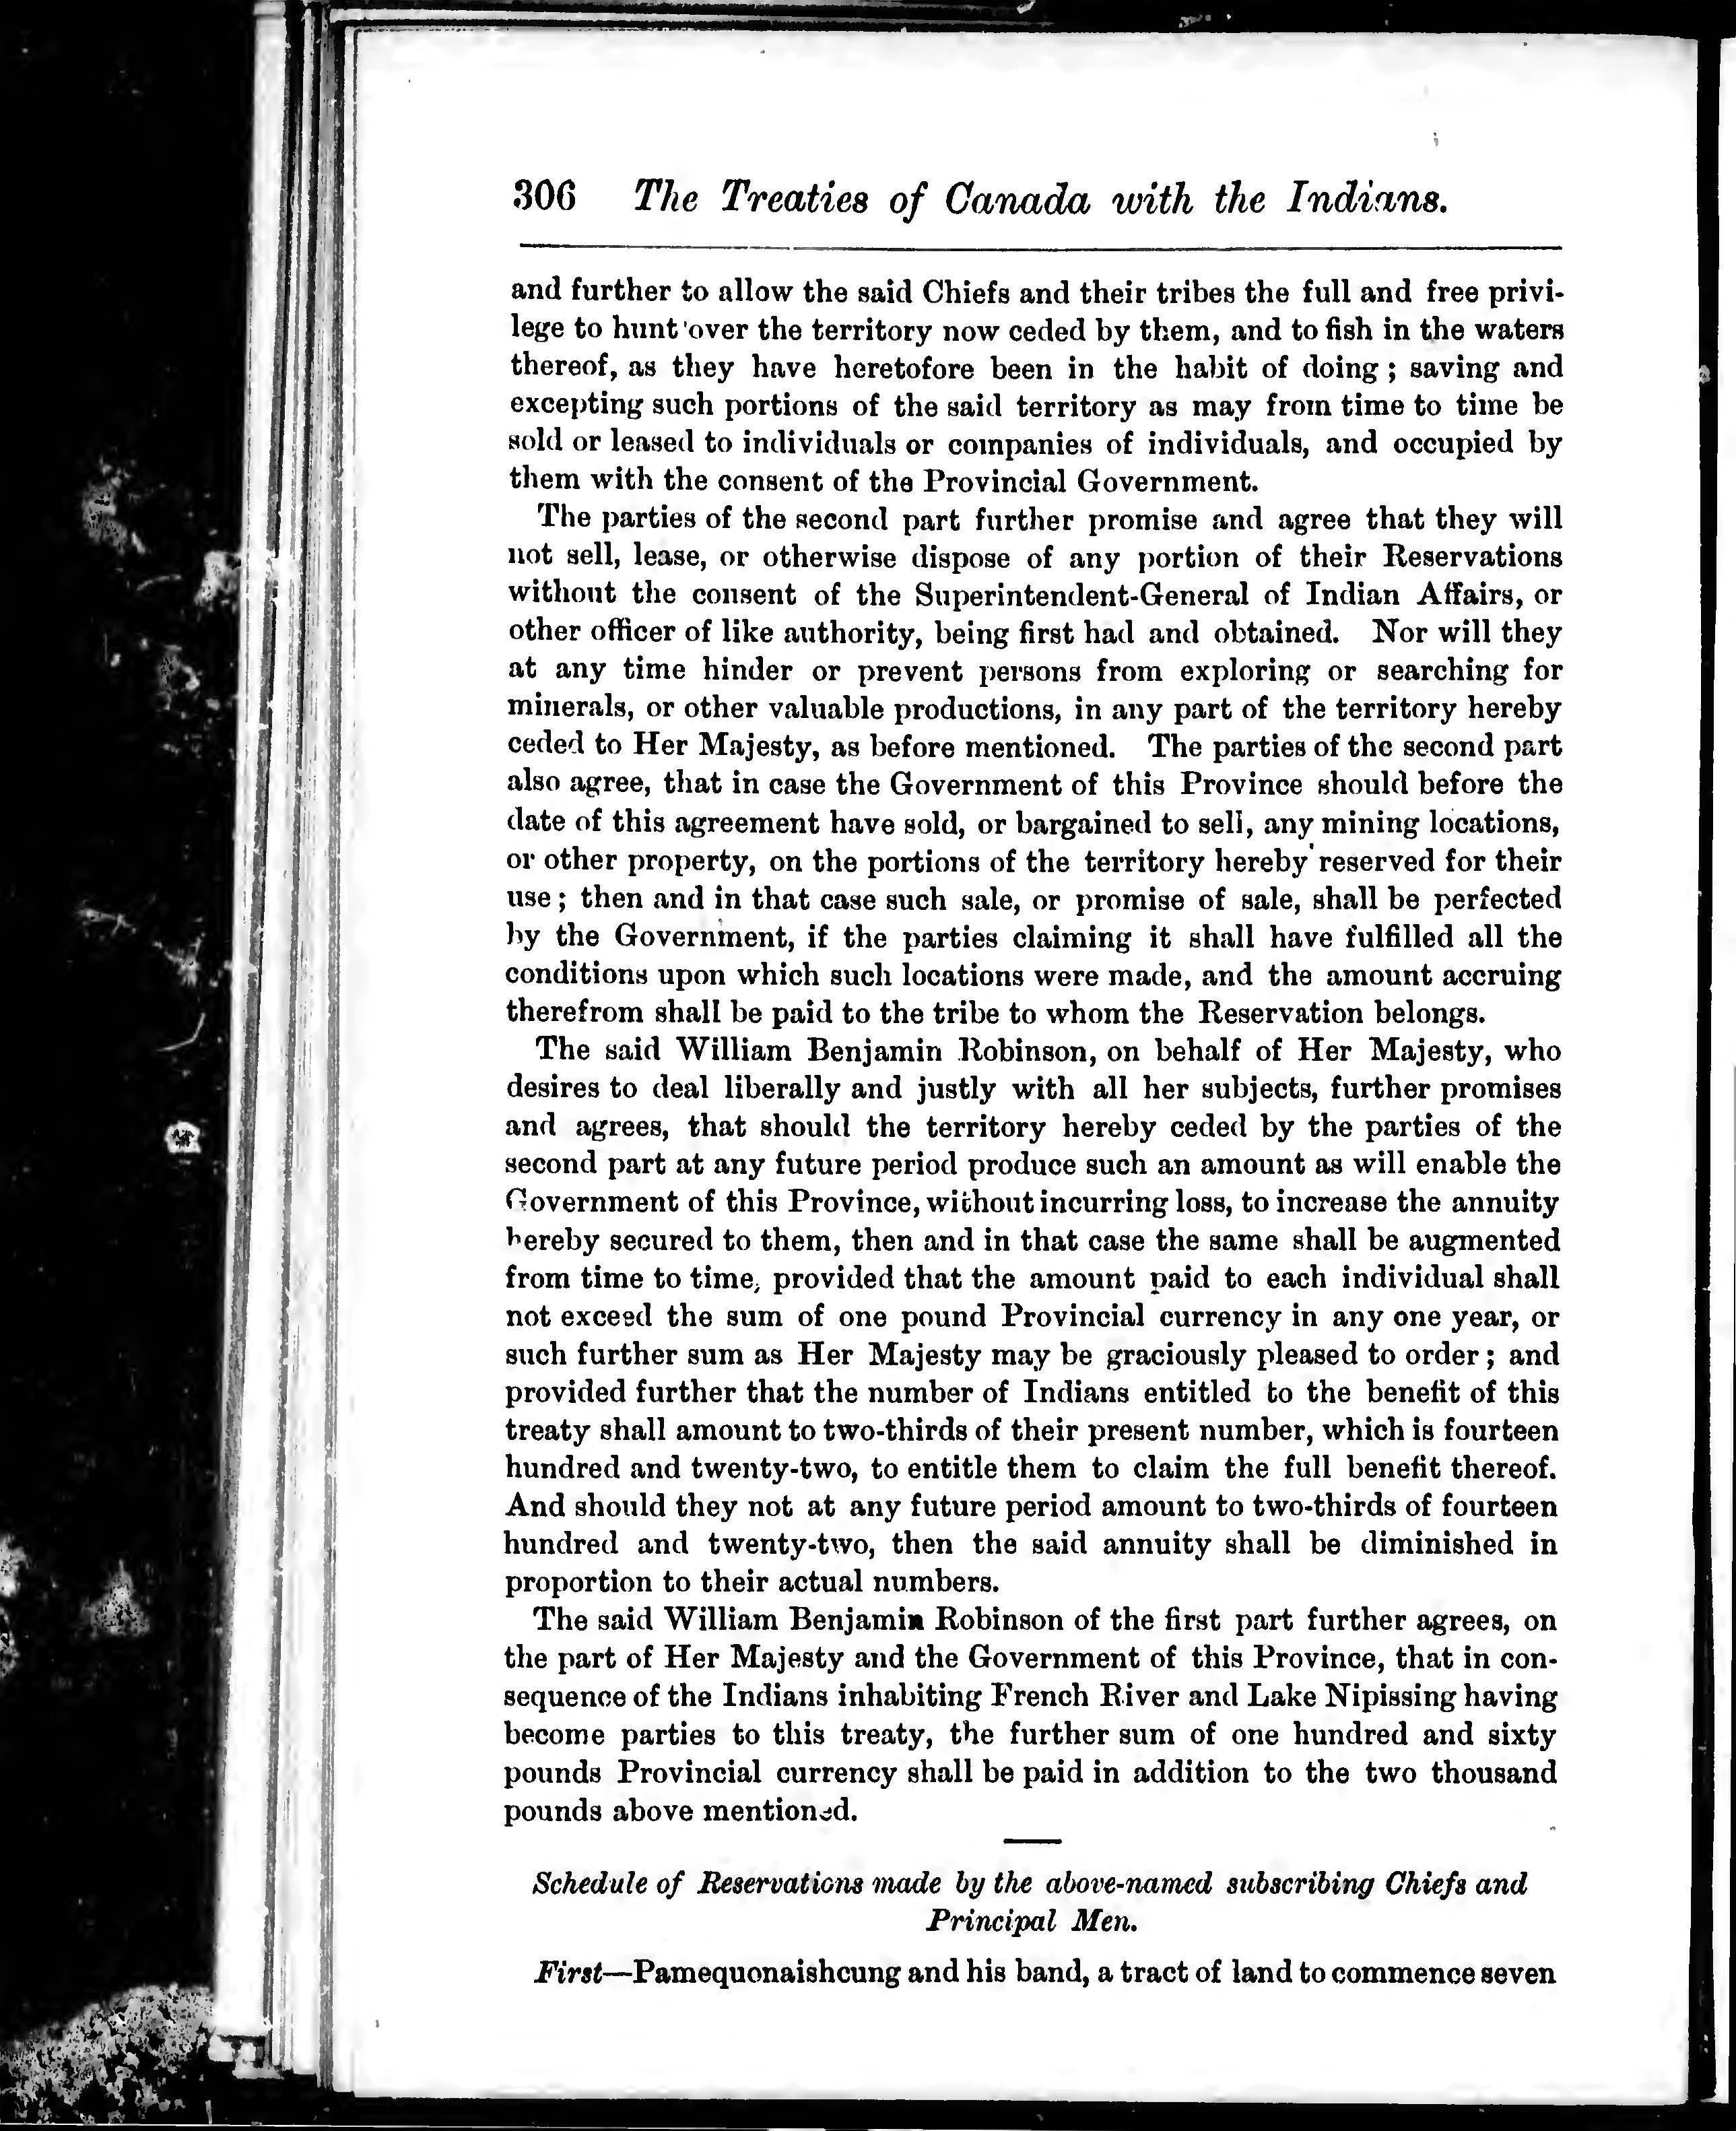 306 The Treaties of Canada with the Indians.
and further to allow the said Chiefs and their tribes the full and free privi-
lege to hunt over the territory now ceded by them, and to fish in the waters
thereof, as they have heretofore been in the habit of doing ; saving and
excepting such portions of the said territory as may from time to time be
sold or leased to individuals or companies of individuals, and occupied by
them with the consent of the Provincial Government.
The parties of the second part further promise and agree that they will
not sell, lease, or otherwise dispose of any portion of their Reservations
without the consent of the Superintendent-General of Indian Affairs, or
other officer of like authority, being first had and obtained. Nor will they
at any time hinder or prevent persons from exploring or searching for
minerals, or other valuable productions, in any part of the territory hereby
ceded to Her Majesty, as before mentioned. The parties of the second part
also agree, that in case the Government of this Province should before the
date of this agreement have sold, or bargained to sell, any mining locations,
or other property, on the portions of the territory hereby reserved for their
use ; then and in that case such sale, or promise of sale, shall be perfected
by the Government, if the parties claiming it shall have fulfilled all the
conditions upon which such locations were made, and the amount accruing
therefrom shall be paid to the tribe to whom the Reservation belongs.
The said William Benjamin Robinson, on behalf of Her Majesty, who
desires to deal liberally and justly with all her subjects, further promises
and agrees, that should the territory hereby ceded by the parties of the
second part at any future period produce such an amount as will enable the
Government of this Province, without incurring loss, to increase the annuity
hereby secured to them, then and in that case the same shall be augmented
from time to time, provided that the amount paid to each individual shall
not exceed the sum of one pound Provincial currency in any one year, or
such further sum as Her Majesty may be graciously pleased to order ; and
provided further that the number of Indians entitled to the benefit of this
treaty shall amount to two-thirds of their present number, which is fourteen
hundred and twenty-two, to entitle them to claim the full benefit thereof.
And should they not at any future period amount to two-thirds of fourteen
hundred and twenty-two, then the said annuity shall be diminished in
proportion to their actual numbers.
The said William Benjamin Robinson of the first part further agrees, on
the part of Her Majesty and the Government of this Province, that in con-
sequence of the Indians inhabiting French River and Lake Nipissing having
become parties to this treaty, the further sum of one hundred and sixty
pounds Provincial currency shall be paid in addition to the two thousand
pounds above mentioned.
Schedule of Reservations made by the above-named subscribing Chiefs and
Principal Men.
First—Pamequonaishcung and his band, a tract of land to commence seven